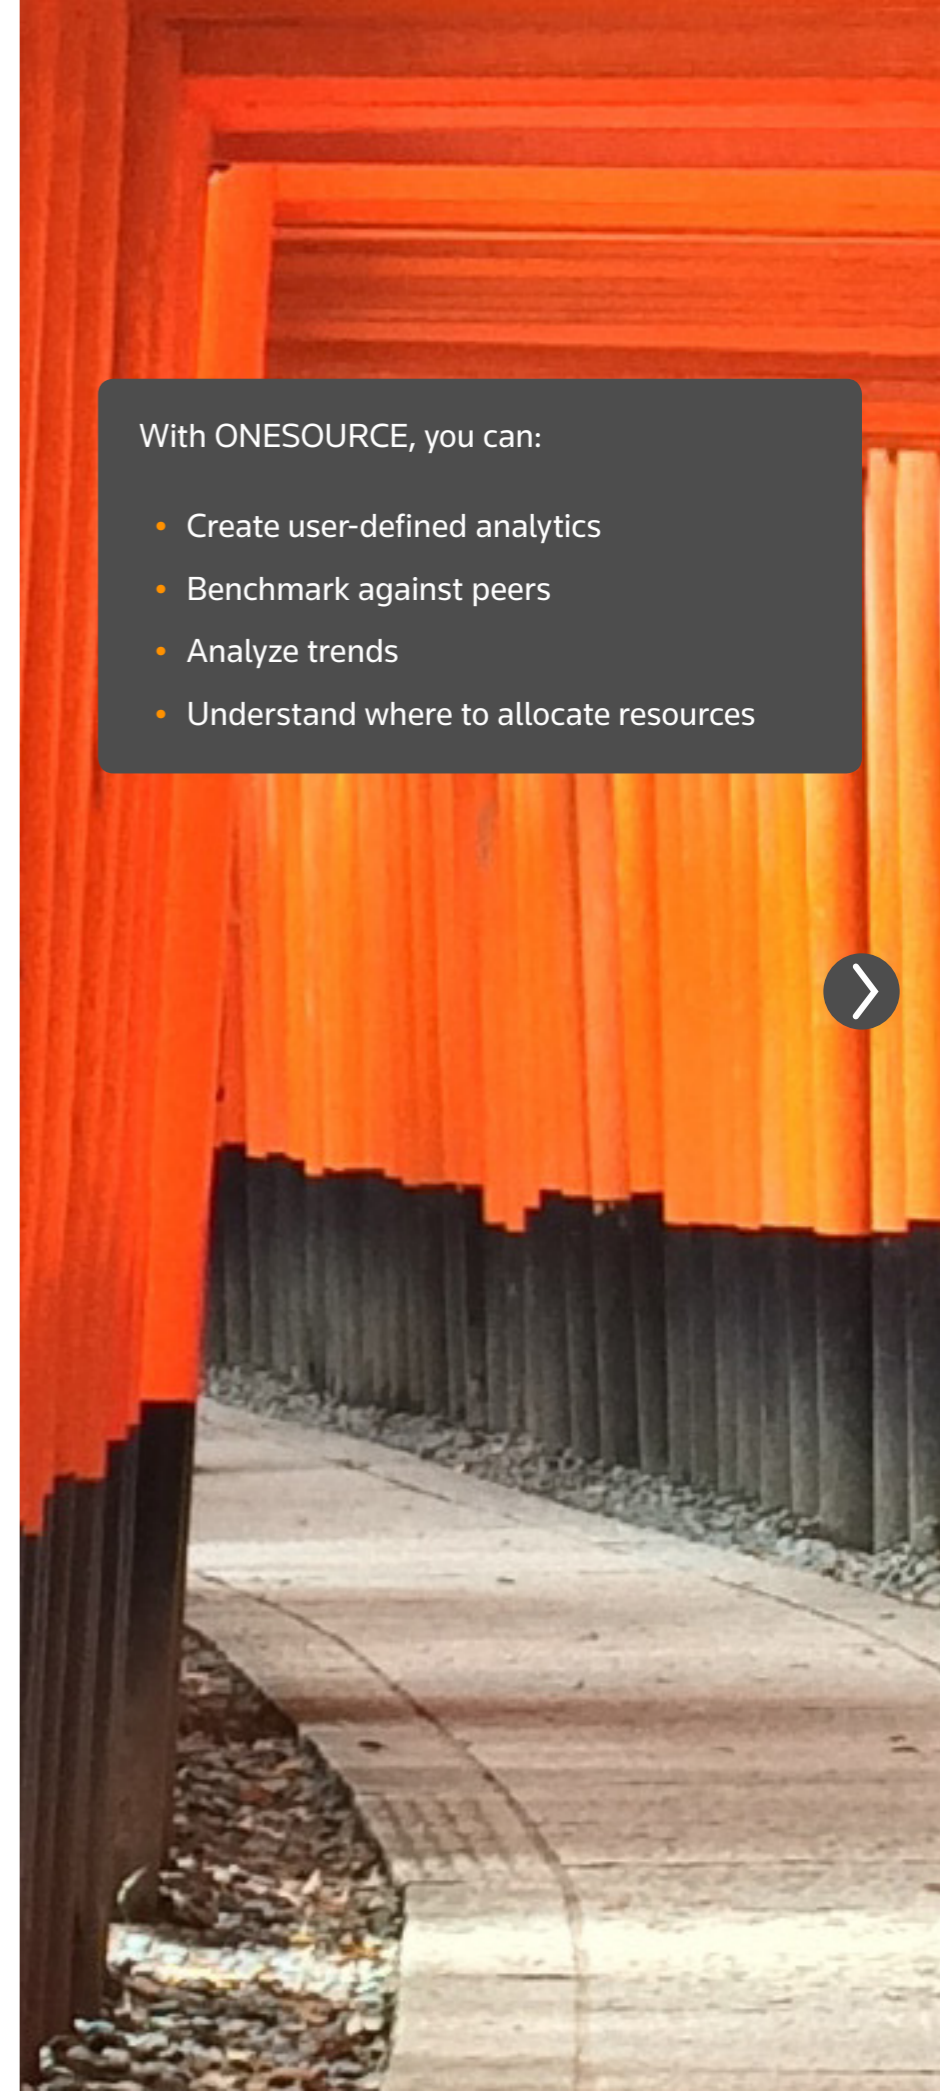 With ONESOURCE, you can:
• Create user-defined analytics
• Benchmark against peers
• Analyze trends
• Understand where to allocate resources